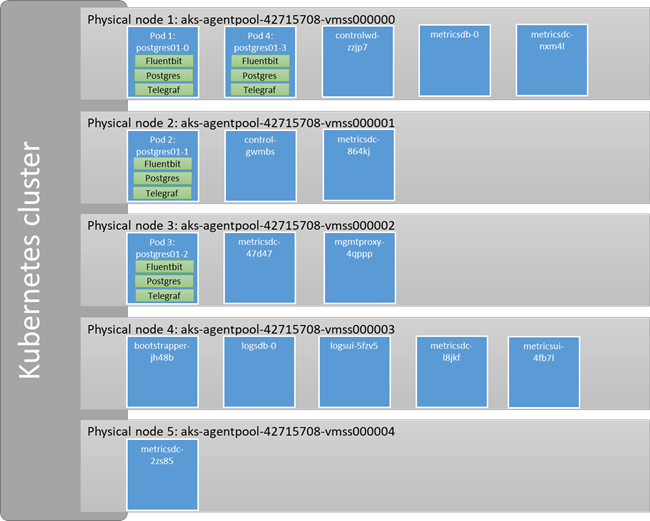 Kubernetes cluster
Physical node 1: aks-agentpool-42715708-vmss000000
Pod 1:
postgres01-0
Fluentbit
Postgres
Telegraf
Pod 4:
postgres01-3
Fluentbit
Postgres
Telegraf
controlwd-
zzjp7
metricsdb-0
metricsdc-
nxm4l
Physical node 2: aks-agentpool-42715708-vmss000001
Pod 2:
postgres01-1
Fluentbit
Postgres
Telegraf
control-
gwmbs
metricsdc-
864kj
Physical node 3: aks-agentpool-42715708-vmss000002
Pod 3:
postgres01-2
Fluentbit
Postgres
Telegraf
metricsdc-
47d47
mgmtproxy-
4qppp
Physical node 4: aks-agentpool-42715708-vmss000003
bootstrapper-
jh48b
logsdb-0
logsui-5fzv5
metricsdc-
l8jkf
metricsui-
4fb7l
Physical node 5: aks-agentpool-42715708-vmss000004
metricsdc-
2zs85